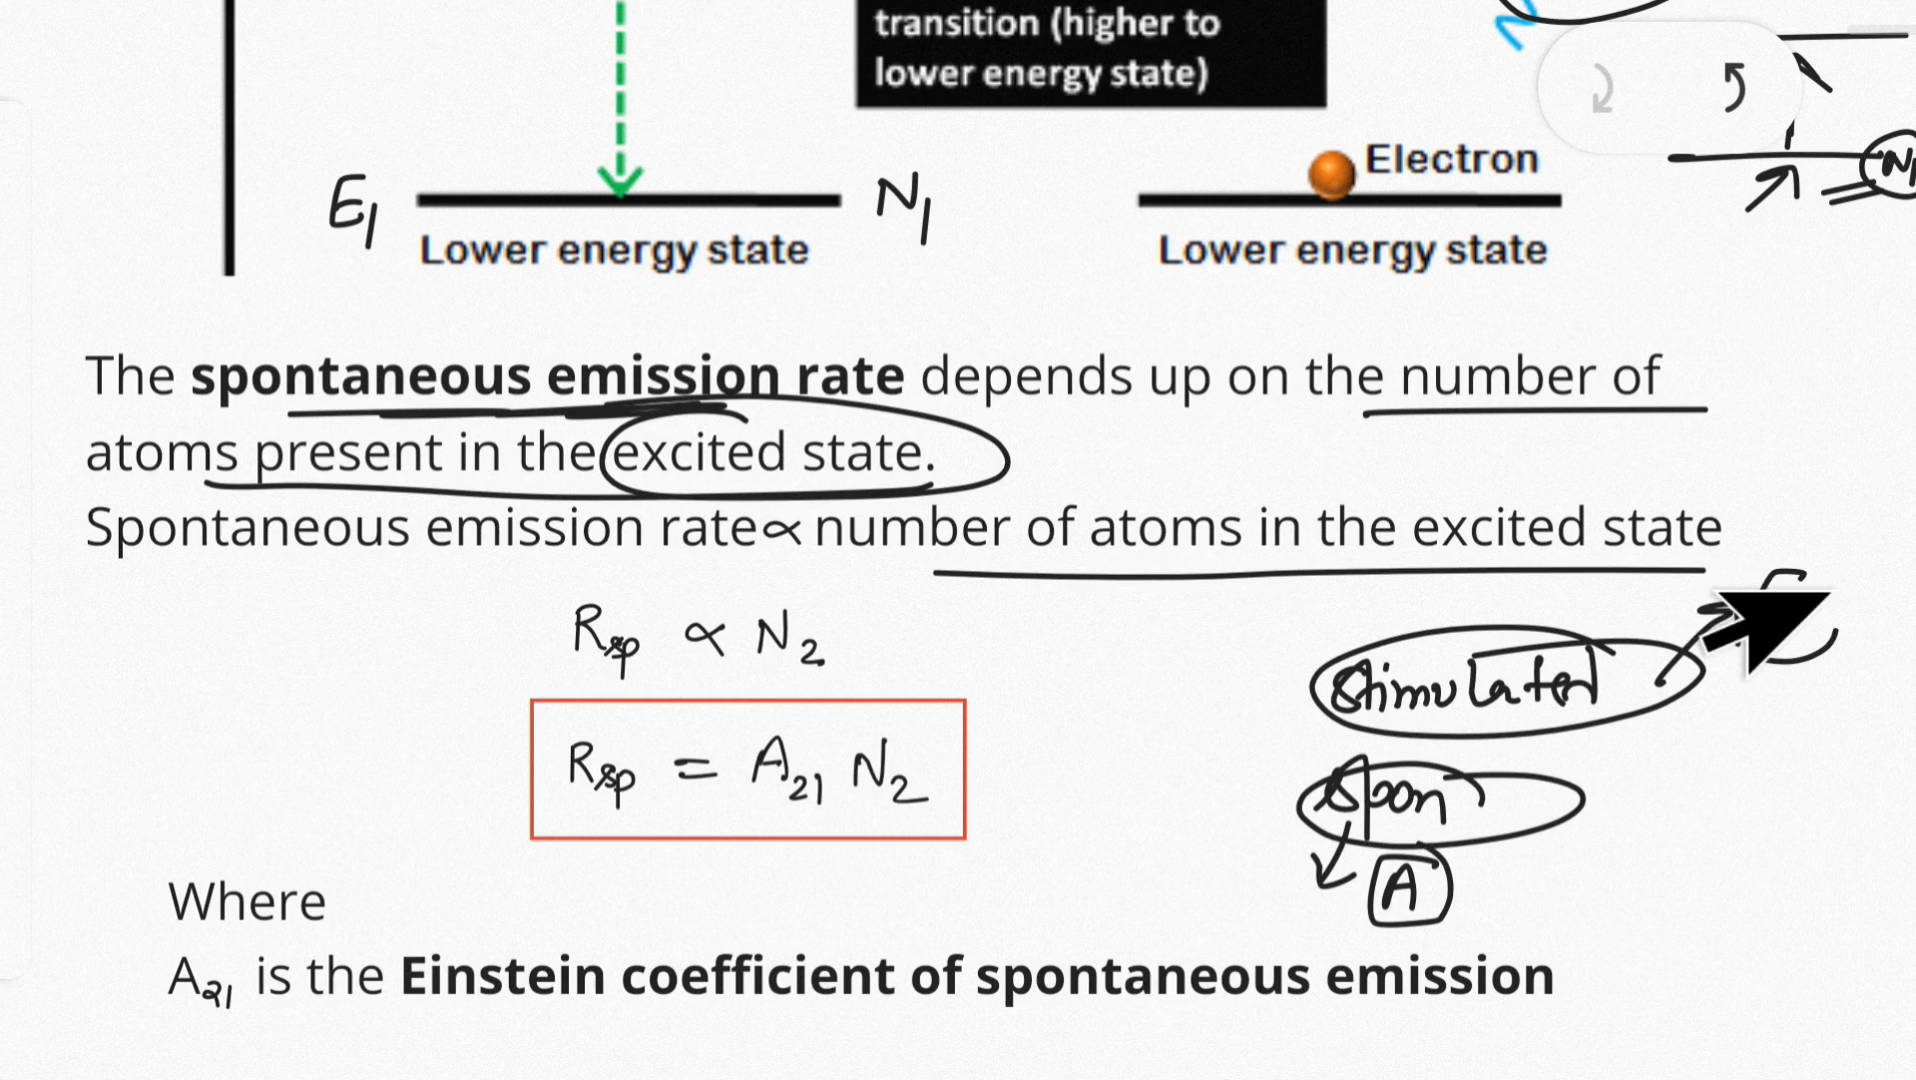 transition (higher to
lower energy state)
Electron
E1
N1
N1
Lower energy state
Lower energy state
The spontaneous emission rate depends up on the number of
atoms present in the excited state.
Spontaneous emission rate∝ number of atoms in the excited state
Rsp ∝ N2
Stimulated
Rsp = A21 N2
Spon
A
Where
A21 is the Einstein coefficient of spontaneous emission